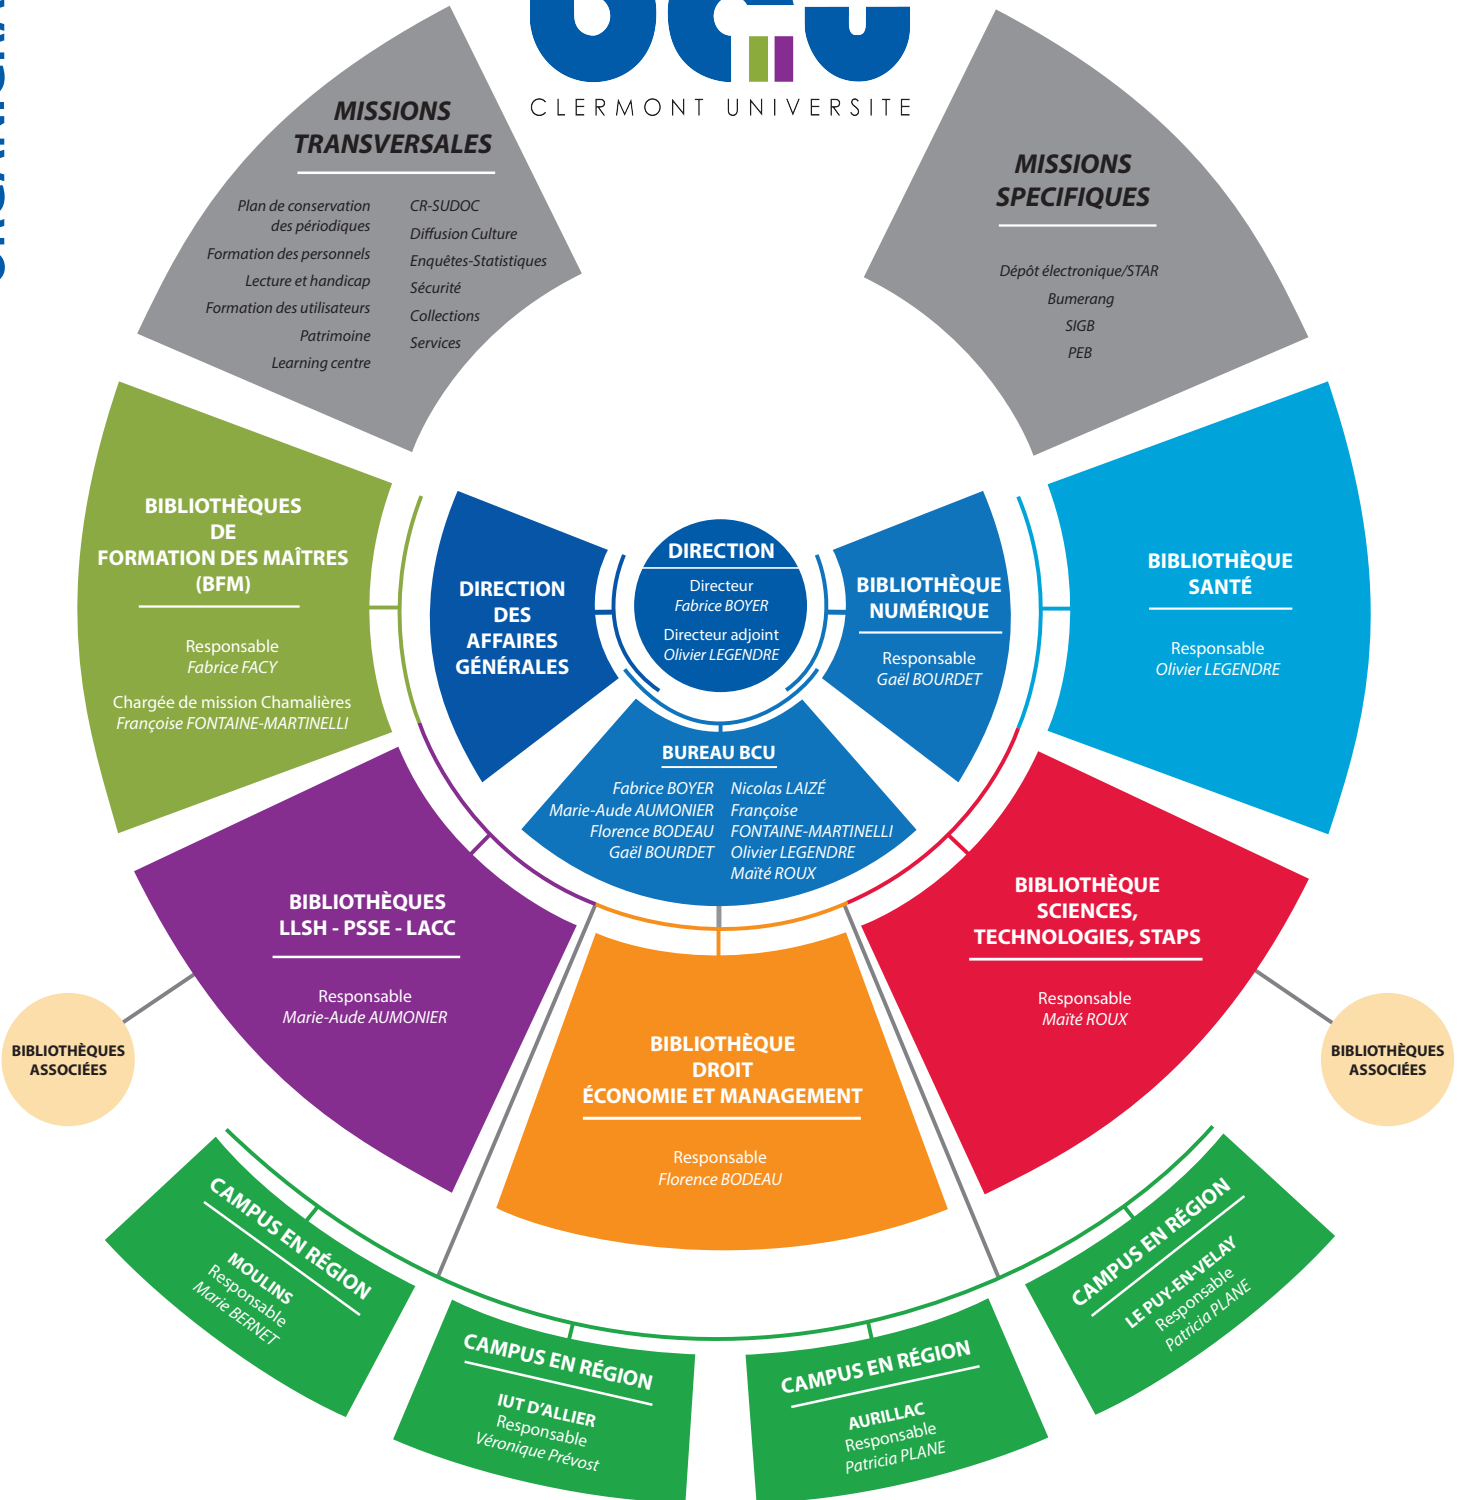 CLERMONT UNIVERSITE
MISSIONS
TRANSVERSALES
Plan de conservation
des périodiques
Formation des personnels
Lecture et handicap
Formation des utilisateurs
Patrimoine
Learning centre
CR-SUDOC
Diffusion Culture
Enquêtes-Statistiques
Sécurité
Collections
Services
MISSIONS
SPECIFIQUES
Dépôt électronique/STAR
Bumerang
SIGB
PEB
BIBLIOTHÈQUES
DE
FORMATION DES MAÎTRES
(BFM)
Responsable
Fabrice FACY
Chargée de mission Chamalières
Françoise FONTAINE-MARTINELLI
DIRECTION
DES
AFFAIRES
GÉNÉRALES
DIRECTION
Directeur
Fabrice BOYER
Directeur adjoint
Olivier LEGENDRE
BIBLIOTHÈQUE
NUMÉRIQUE
Responsable
Gaël BOURDET
BIBLIOTHÈQUE
SANTÉ
Responsable
Olivier LEGENDRE
BUREAU BCU
Fabrice BOYER
Marie-Aude AUMONIER
Florence BODEAU
Gaël BOURDET
Nicolas LAIZÉ
Françoise
FONTAINE-MARTINELLI
Olivier LEGENDRE
Maïté ROUX
BIBLIOTHÈQUES
LLSH - PSSE - LACC
Responsable
Marie-Aude AUMONIER
BIBLIOTHÈQUE
SCIENCES,
TECHNOLOGIES, STAPS
Responsable
Maïté ROUX
BIBLIOTHÈQUES
ASSOCIÉES
BIBLIOTHÈQUE
DROIT
ÉCONOMIE ET MANAGEMENT
Responsable
Florence BODEAU
BIBLIOTHÈQUES
ASSOCIÉES
CAMPUS EN RÉGION
MOULINS
Responsable
Marie BERNET
CAMPUS EN RÉGION
IUT D'ALLIER
Responsable
Véronique Prévost
CAMPUS EN RÉGION
AURILLAC
Responsable
Patricia PLANE
CAMPUS EN RÉGION
LE PUY-EN-VELAY
Responsable
Patricia PLANE